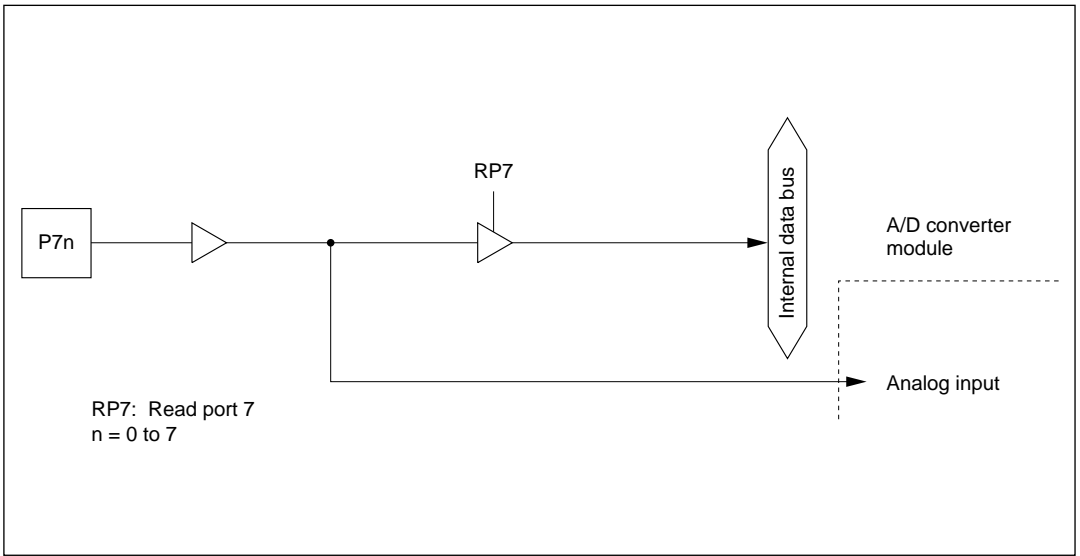 RP7
P7n
Internal data bus
A/D converter
module
Analog input
RP7: Read port 7
n = 0 to 7